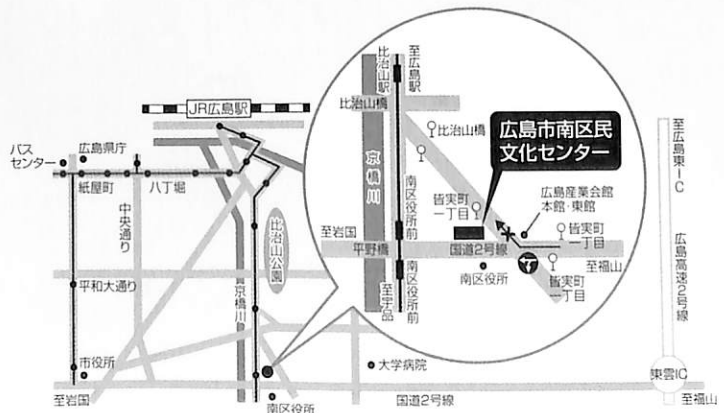 JR広島駅
バスセンター
広島県庁
紙屋町
八丁堀
中央通り
平和大通り
市役所
至岩国
京橋川
比治山公園
南区役所
国道2号線
大学病院
至福山
東雲IC
広島高速2号線
至広島東IC
比治山駅
至広島駅
比治山橋
比治山橋
京橋川
広島市南区民
文化センター
南区役所前
皆実町
一丁目
広島産業会館
本館・東館
皆実町
一丁目
至岩国
平野橋
国道2号線
至福山
南区役所前
至宇品
南区役所
皆実町
一丁目